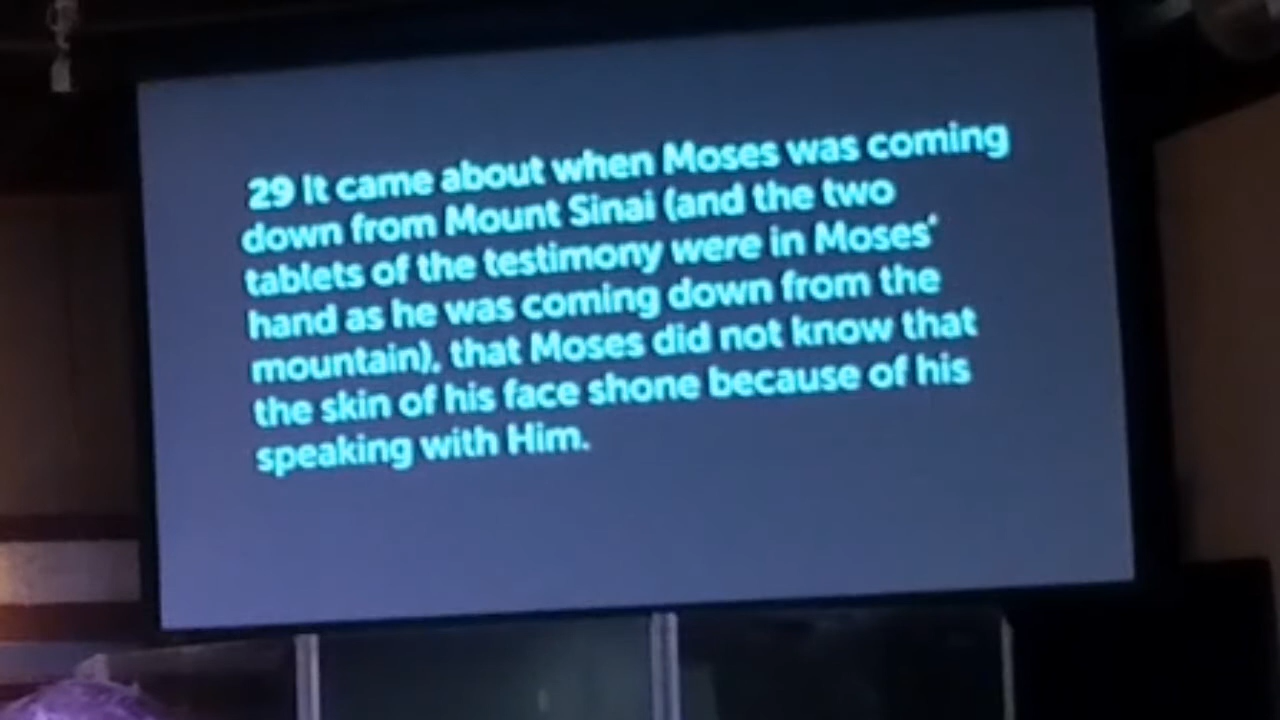 29 It came about when Moses was coming
down from Mount Sinai (and the two
tablets of the testimony were in Moses'
hand as he was coming down from the
mountain), that Moses did not know that
the skin of his face shone because of his
speaking with Him.